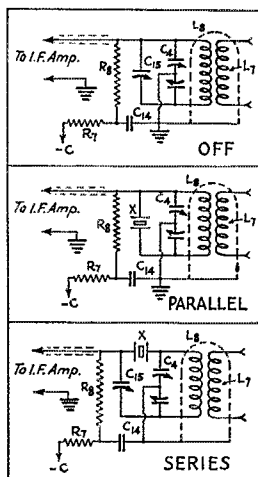 L8
To I.F. Amp.
R8
C15
C4
L7
R7
C14
-C
OFF
L8
To I.F. Amp.
R8
X
C4
L7
R7
C14
-C
PARALLEL
X
L8
C4
To I.F. Amp.
R8
C15
L7
R7
C14
-C
SERIES